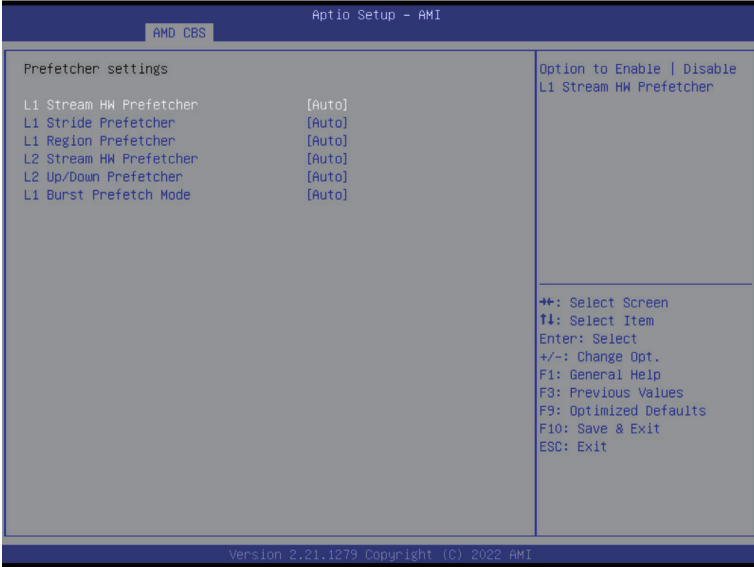 Aptio Setup – AMI
AMD CBS
Prefetcher settings
L1 Stream HW Prefetcher [Auto]
L1 Stride Prefetcher [Auto]
L1 Region Prefetcher [Auto]
L2 Stream HW Prefetcher [Auto]
L2 Up/Down Prefetcher [Auto]
L1 Burst Prefetch Mode [Auto]
Option to Enable | Disable
L1 Stream HW Prefetcher
→←: Select Screen
↑↓: Select Item
Enter: Select
+/-: Change Opt.
F1: General Help
F3: Previous Values
F9: Optimized Defaults
F10: Save & Exit
ESC: Exit
Version 2.21.1279 Copyright (C) 2022 AMI